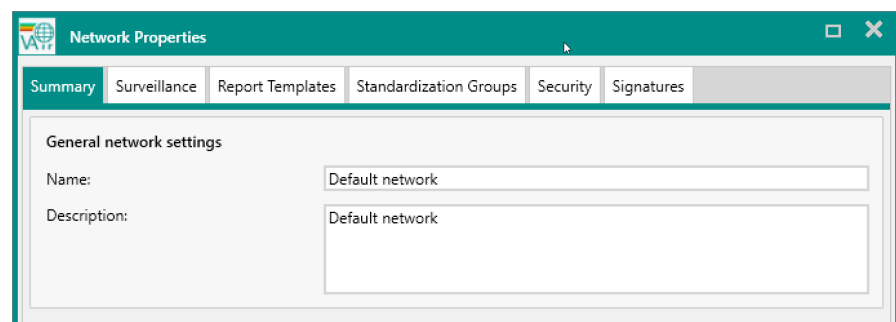 VAir Network Properties
Summary Surveillance Report Templates Standardization Groups Security Signatures
General network settings
Name: Default network
Description: Default network